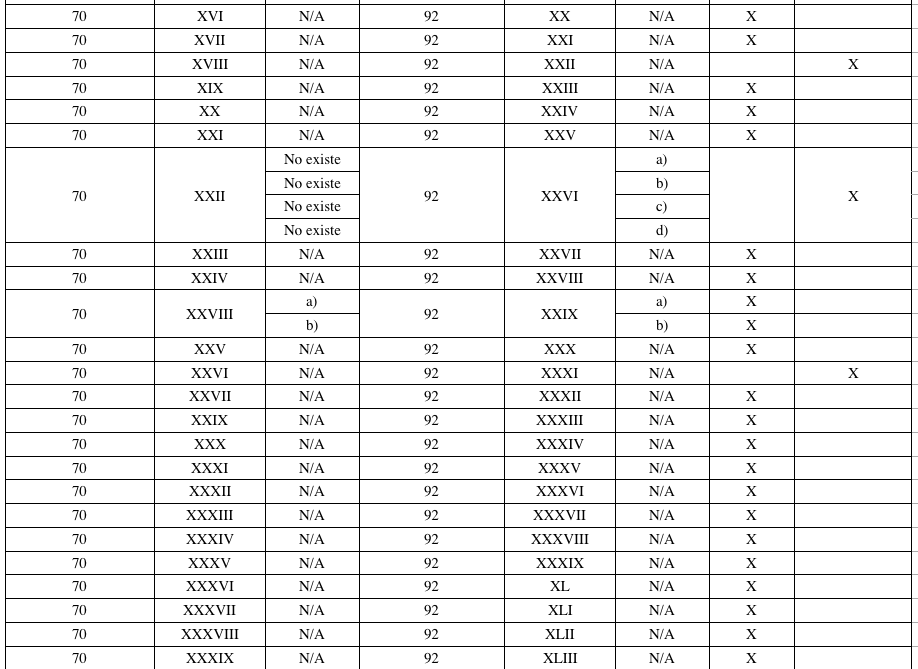 70 XVI N/A 92 XX N/A X
70 XVII N/A 92 XXI N/A X
70 XVIII N/A 92 XXII N/A X
70 XIX N/A 92 XXIII N/A X
70 XX N/A 92 XXIV N/A X
70 XXI N/A 92 XXV N/A X
No existe a)
No existe b)
70 XXII 92 XXVI X
No existe c)
No existe d)
70 XXIII N/A 92 XXVII N/A X
70 XXIV N/A 92 XXVIII N/A X
a) a) X
70 XXVIII 92 XXIX
b) b) X
70 XXV N/A 92 XXX N/A X
70 XXVI N/A 92 XXXI N/A X
70 XXVII N/A 92 XXXII N/A X
70 XXIX N/A 92 XXXIII N/A X
70 XXX N/A 92 XXXIV N/A X
70 XXXI N/A 92 XXXV N/A X
70 XXXII N/A 92 XXXVI N/A X
70 XXXIII N/A 92 XXXVII N/A X
70 XXXIV N/A 92 XXXVIII N/A X
70 XXXV N/A 92 XXXIX N/A X
70 XXXVI N/A 92 XL N/A X
70 XXXVII N/A 92 XLI N/A X
70 XXXVIII N/A 92 XLII N/A X
70 XXXIX N/A 92 XLIII N/A X